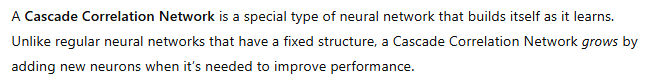 A Cascade Correlation Network is a special type of neural network that builds itself as it learns.
Unlike regular neural networks that have a fixed structure, a Cascade Correlation Network grows by
adding new neurons when it’s needed to improve performance.